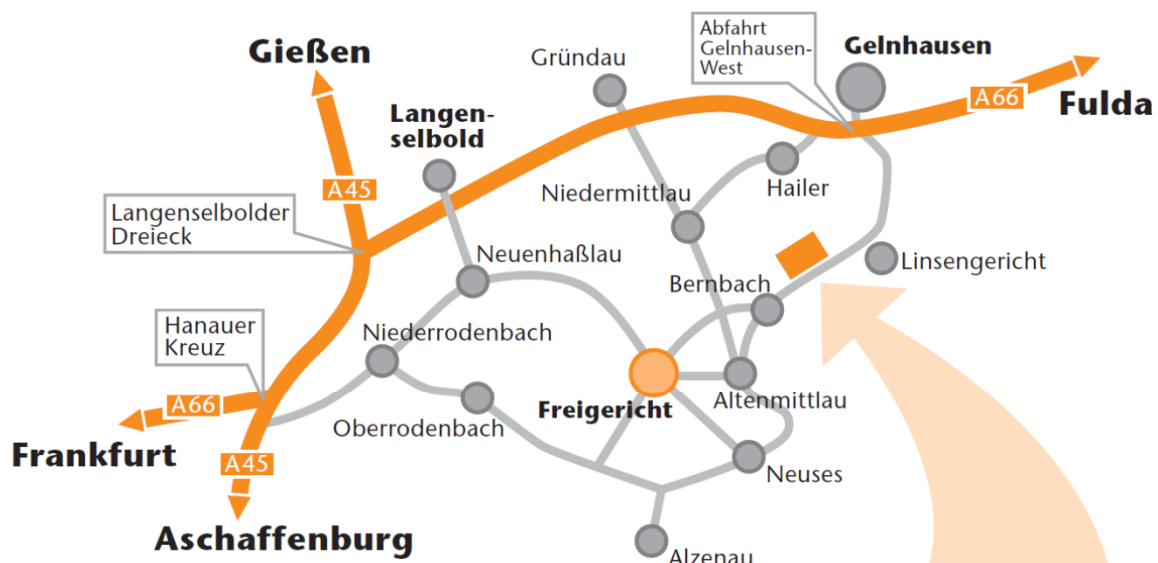 Abfahrt
Gelnhausen-
West
Gelnhausen
Gießen
Gründau
A66
Fulda
Langen-
selbold
A45
Niedermittlau
Hailer
Langenselbolder
Dreieck
Neuenhaßlau
Linsengericht
Bernbach
Hanauer
Kreuz
Niederrodenbach
A66
Freigericht
Altenmittlau
Oberrodenbach
Frankfurt
A45
Neuses
Aschaffenburg
Alzenau